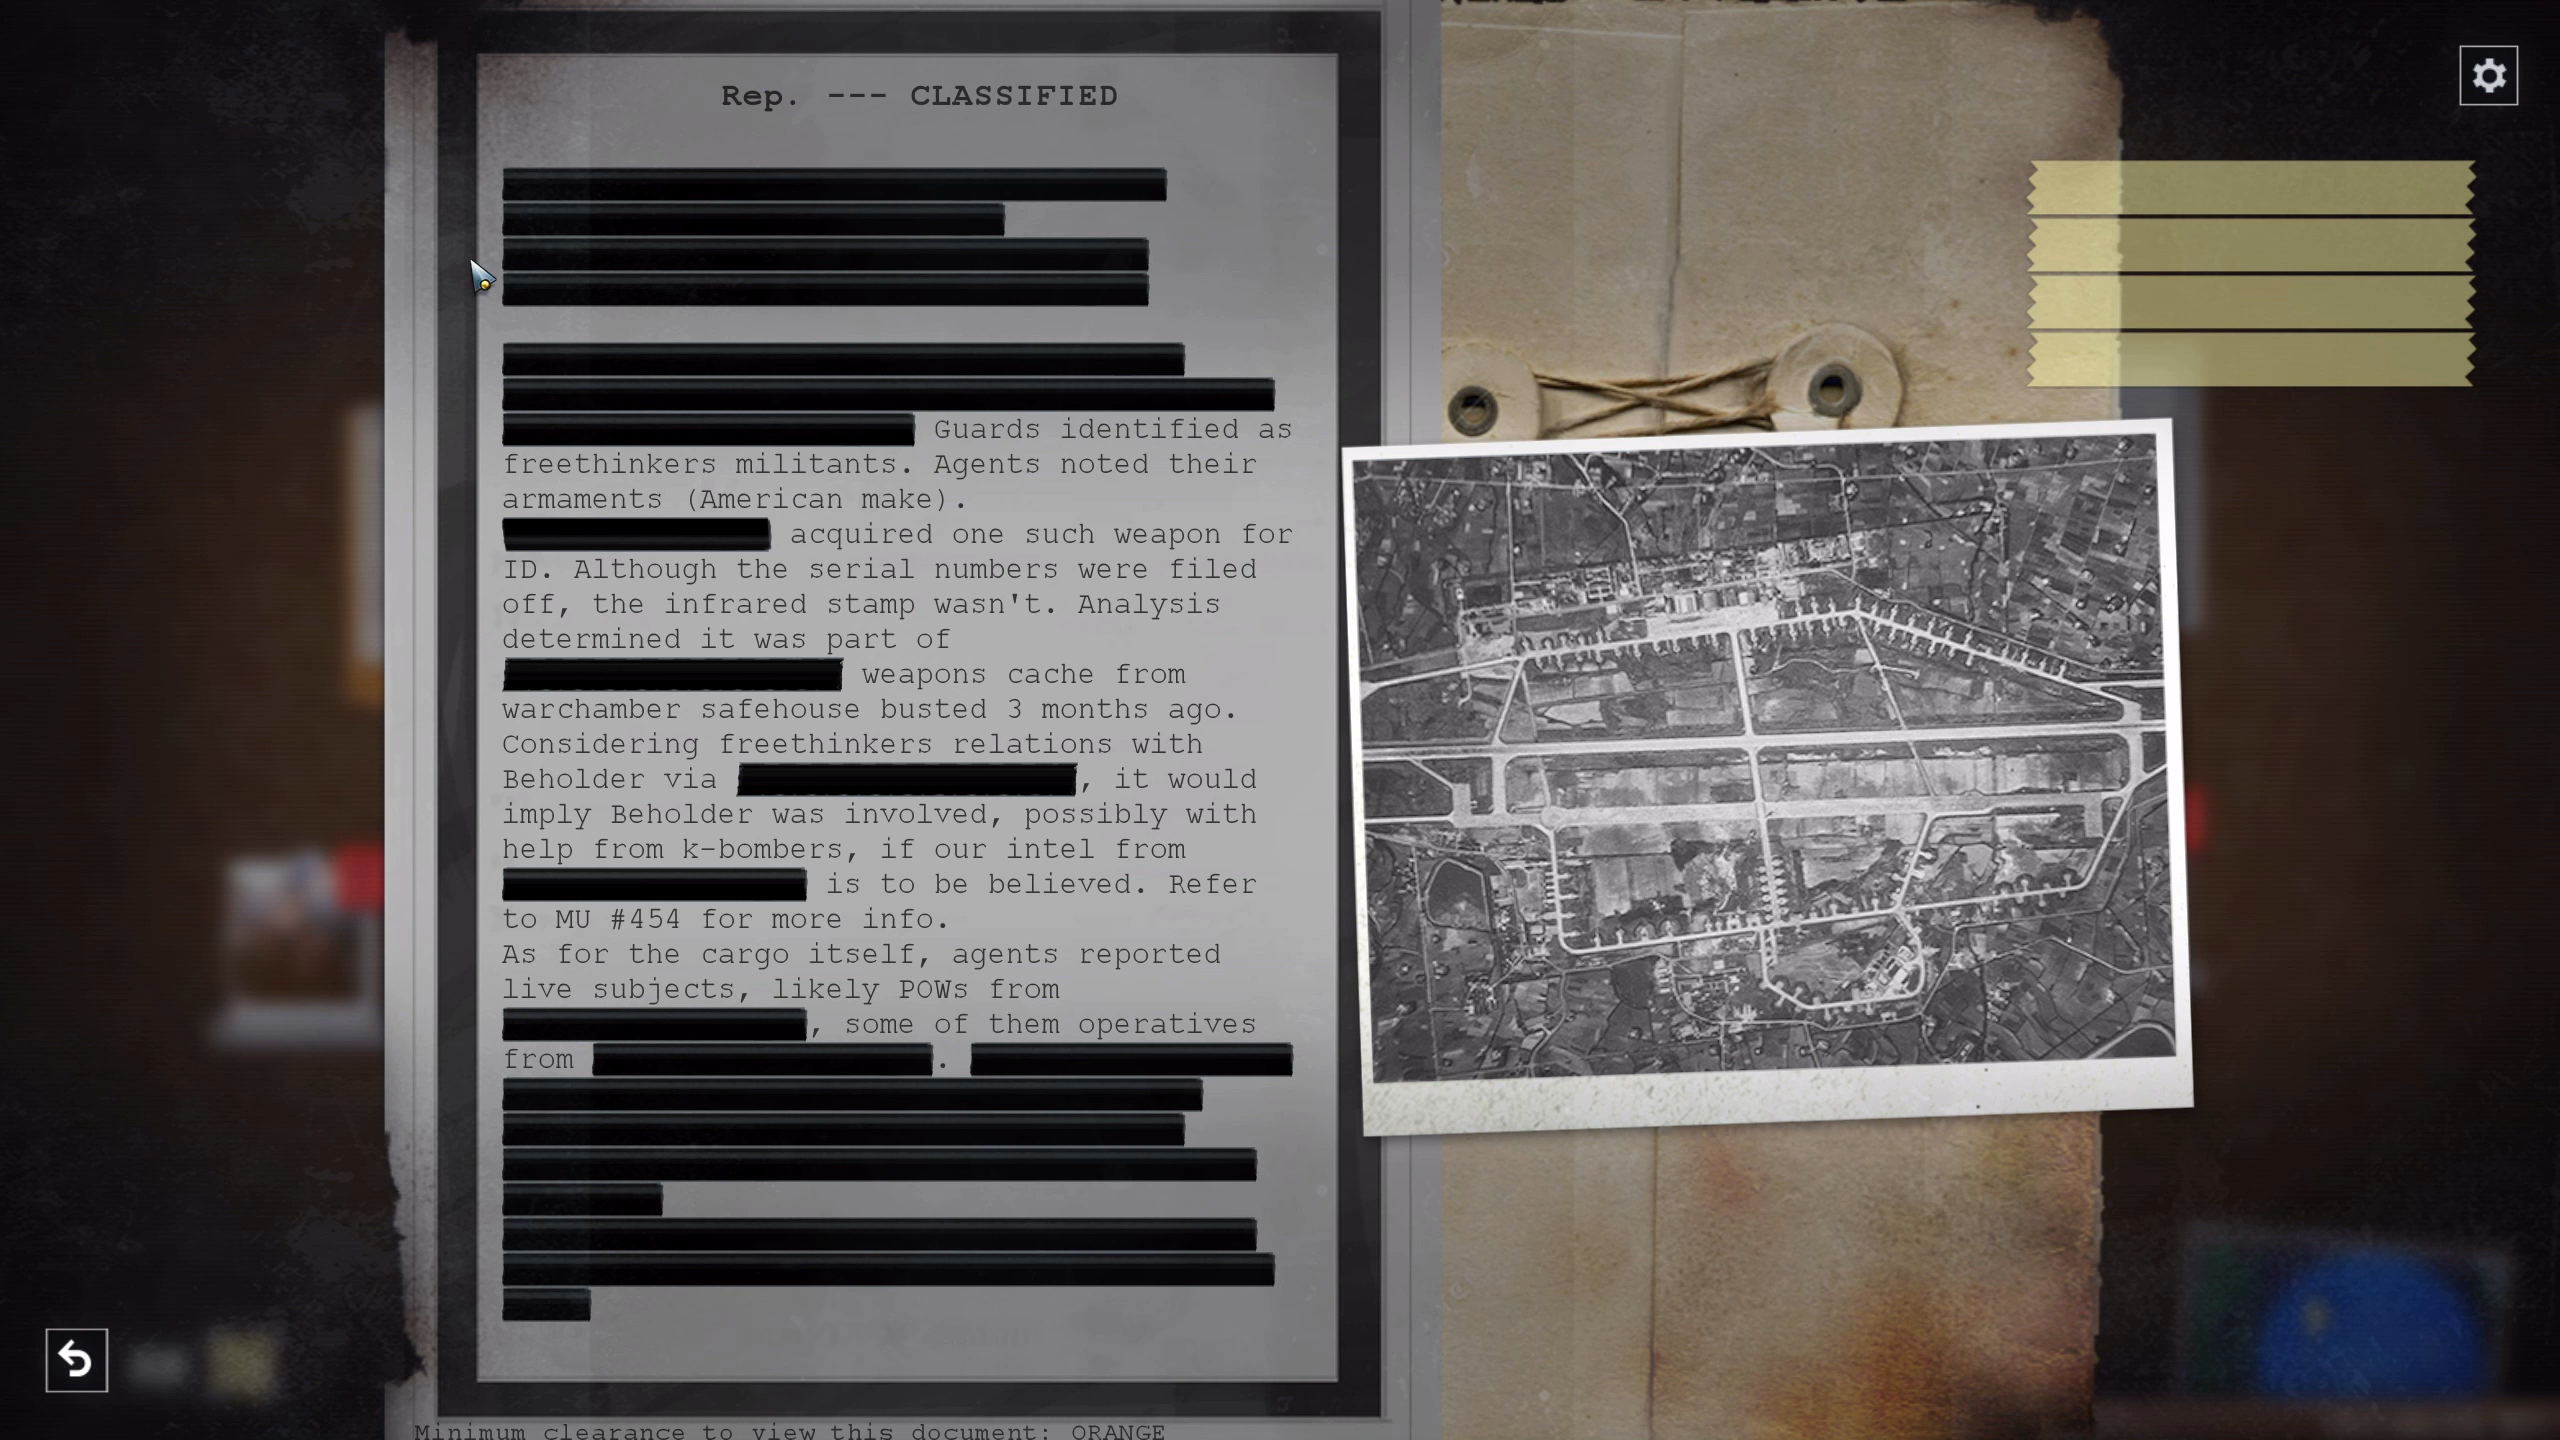 Rep. --- CLASSIFIED
Guards identified as
freethinkers militants. Agents noted their
armaments (American make).
acquired one such weapon for
ID. Although the serial numbers were filed
off, the infrared stamp wasn't. Analysis
determined it was part of
weapons cache from
warchamber safehouse busted 3 months ago.
Considering freethinkers relations with
Beholder via , it would
imply Beholder was involved, possibly with
help from k-bombers, if our intel from
is to be believed. Refer
to MU #454 for more info.
As for the cargo itself, agents reported
live subjects, likely POWs from
, some of them operatives
from .
Minimum clearance to view this document: ORANGE